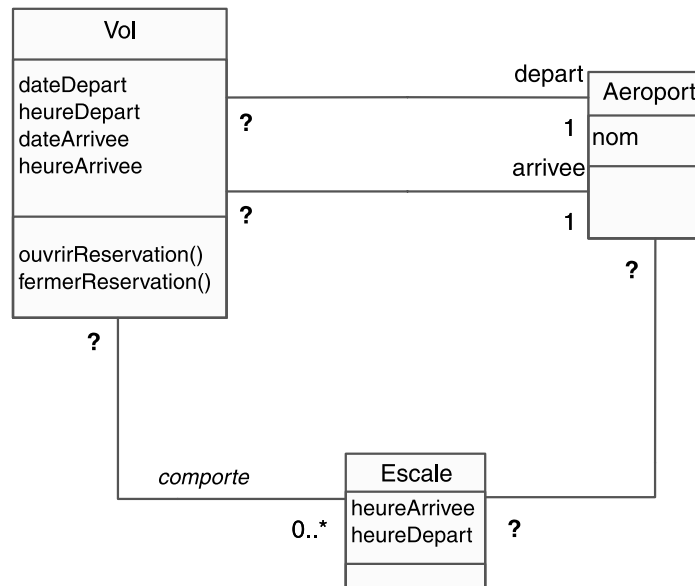 Vol
dateDepart
heureDepart
dateArrivee
heureArrivee
ouvrirReservation()
fermerReservation()
depart
?
1
arrivee
?
1
Aeroport
nom
?
?
comporte
0..*
Escale
heureArrivee
heureDepart
?